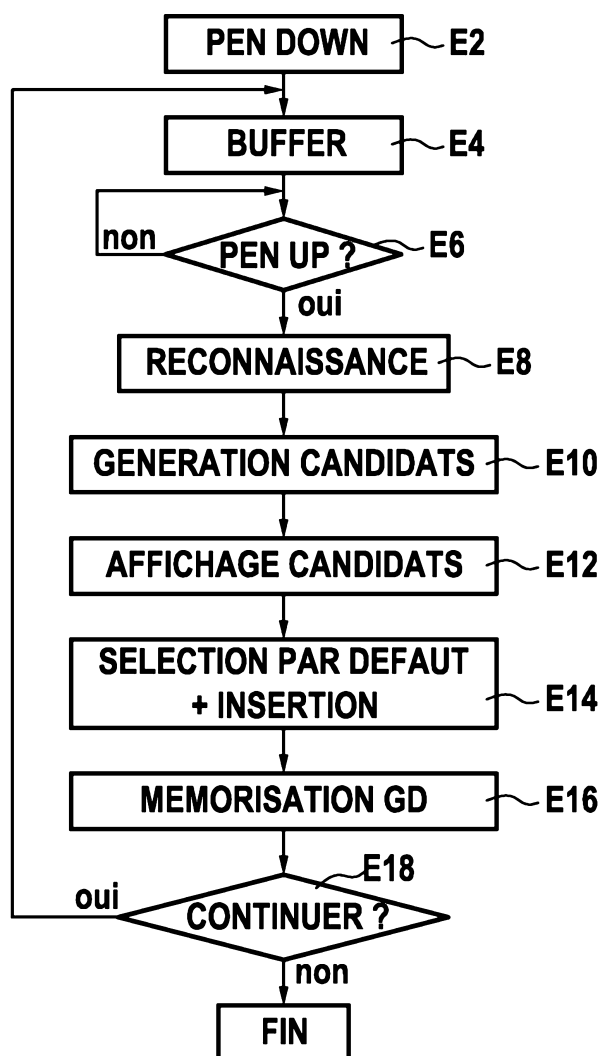 PEN DOWN E2
BUFFER E4
non PEN UP ? E6
oui
RECONNAISSANCE E8
GENERATION CANDIDATS E10
AFFICHAGE CANDIDATS E12
SELECTION PAR DEFAUT
+ INSERTION E14
MEMORISATION GD E16
E18
oui CONTINUER ?
non
FIN